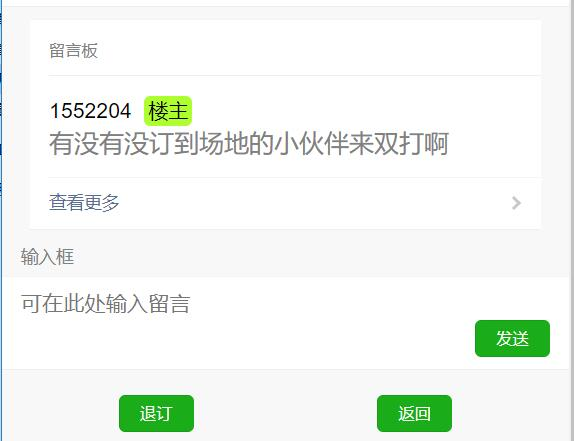 留言板
1552204 楼主
有没有没订到场地的小伙伴来双打啊
查看更多
输入框
可在此处输入留言
发送
退订 返回